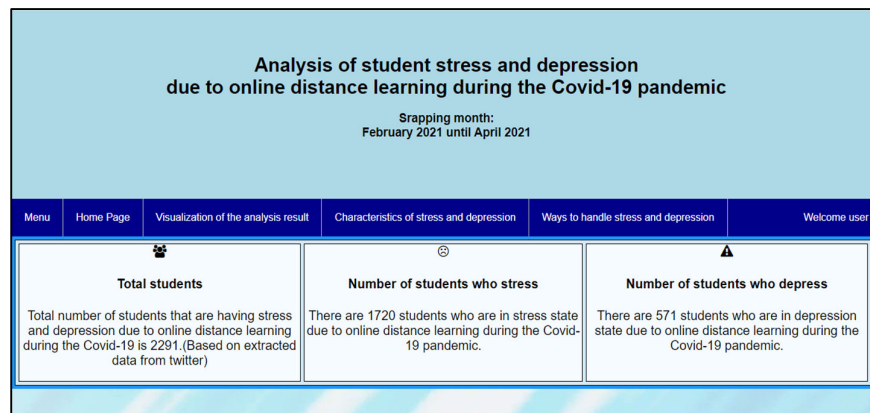 Analysis of student stress and depression
due to online distance learning during the Covid-19 pandemic
Srapping month:
February 2021 until April 2021
Menu
Home Page
Visualization of the analysis result
Characteristics of stress and depression
Ways to handle stress and depression
Welcome user
Total students
Total number of students that are having stress
and depression due to online distance learning
during the Covid-19 is 2291.(Based on extracted
data from twitter)
Number of students who stress
There are 1720 students who are in stress state
due to online distance learning during the Covid-
19 pandemic.
Number of students who depress
There are 571 students who are in depression
state due to online distance learning during the
Covid-19 pandemic.